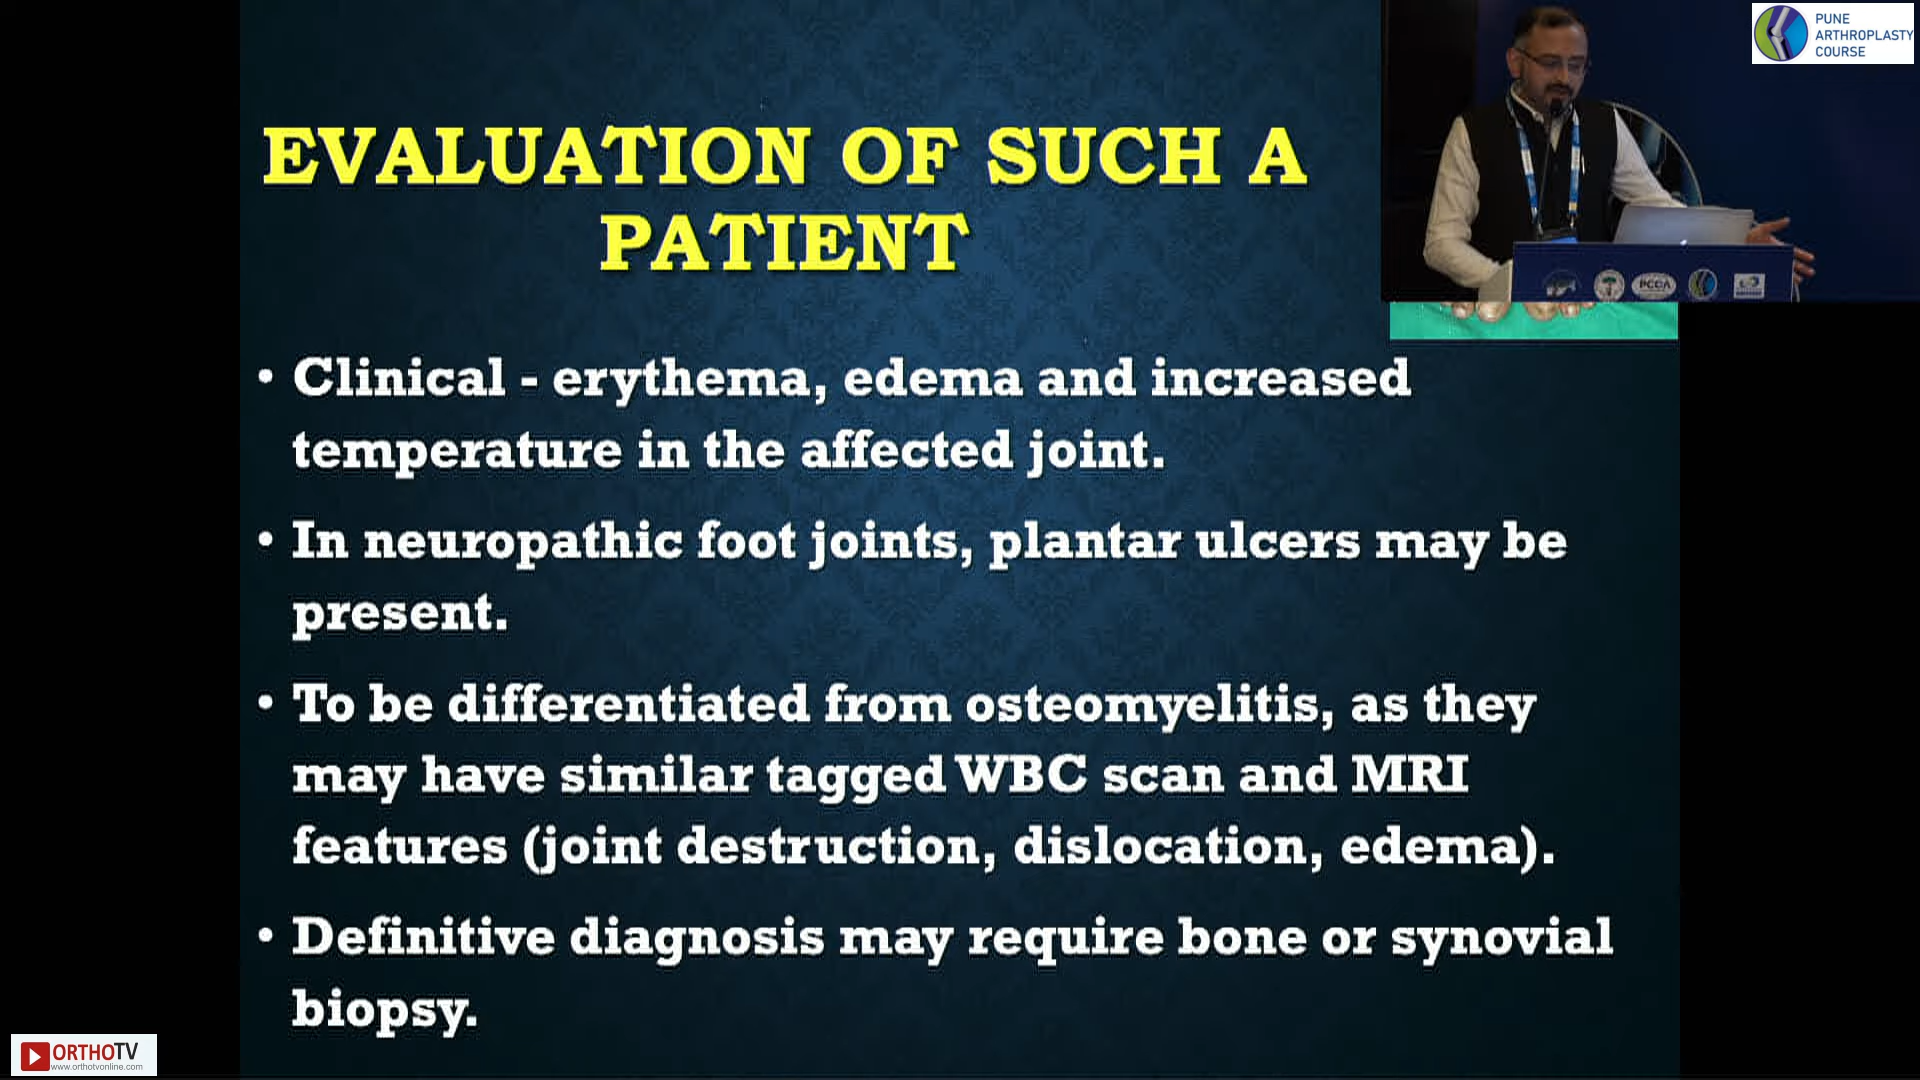 PUNE
ARTHROPLASTY
COURSE
EVALUATION OF SUCH A
PATIENT
PCCA
• Clinical - erythema, edema and increased
temperature in the affected joint.
• In neuropathic foot joints, plantar ulcers may be
present.
• To be differentiated from osteomyelitis, as they
may have similar tagged WBC scan and MRI
features (joint destruction, dislocation, edema).
• Definitive diagnosis may require bone or synovial
biopsy.
ORTHOTV
www.orthotvonline.com